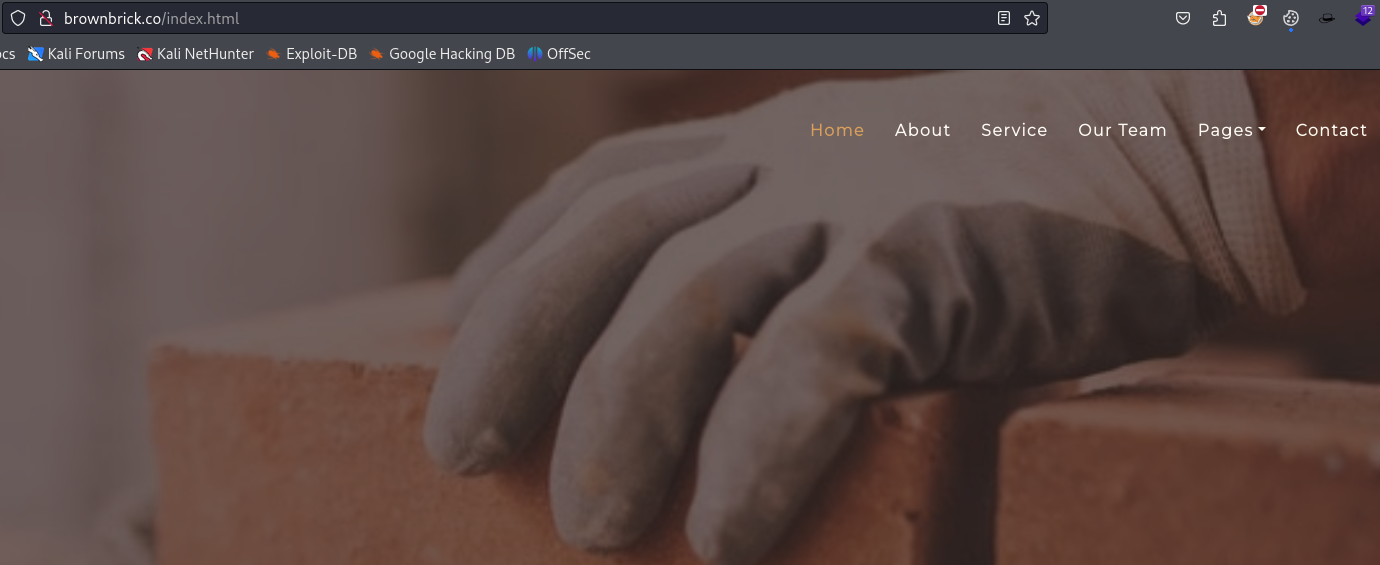 brownbrick.co/index.html
12
ocs Kali Forums Kali NetHunter Exploit-DB Google Hacking DB OffSec
Home About Service Our Team Pages Contact